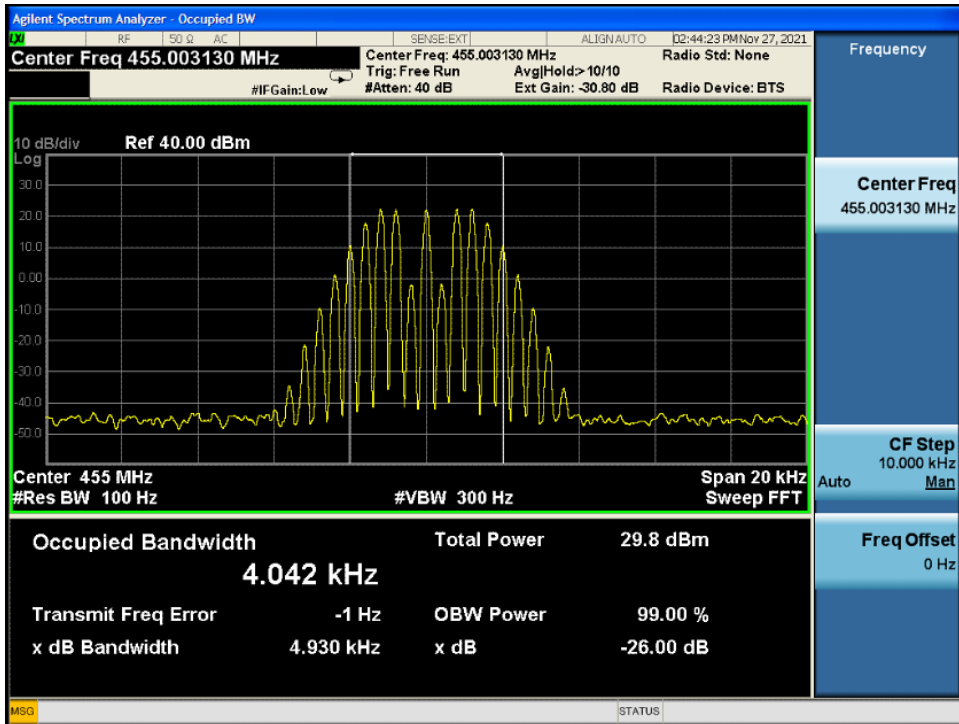 Agilent Spectrum Analyzer - Occupied BW
LXI RF 50 Ω AC SENSE:EXT ALIGN AUTO 02:44:23 PM Nov 27, 2021
Center Freq 455.003130 MHz
Center Freq: 455.003130 MHz Radio Std: None
Trig: Free Run Avg|Hold:> 10/10
#IFGain:Low #Atten: 40 dB Ext Gain: -30.80 dB Radio Device: BTS
10 dB/div Ref 40.00 dBm
Log
30.0
20.0
10.0
0.00
-10.0
-20.0
-30.0
-40.0
-50.0
Center 455 MHz Span 20 kHz
#Res BW 100 Hz #VBW 300 Hz Sweep FFT
Occupied Bandwidth Total Power 29.8 dBm
4.042 kHz
Transmit Freq Error -1 Hz OBW Power 99.00 %
x dB Bandwidth 4.930 kHz x dB -26.00 dB
MSG STATUS
Frequency
Center Freq
455.003130 MHz
CF Step
10.000 kHz
Auto Man
Freq Offset
0 Hz